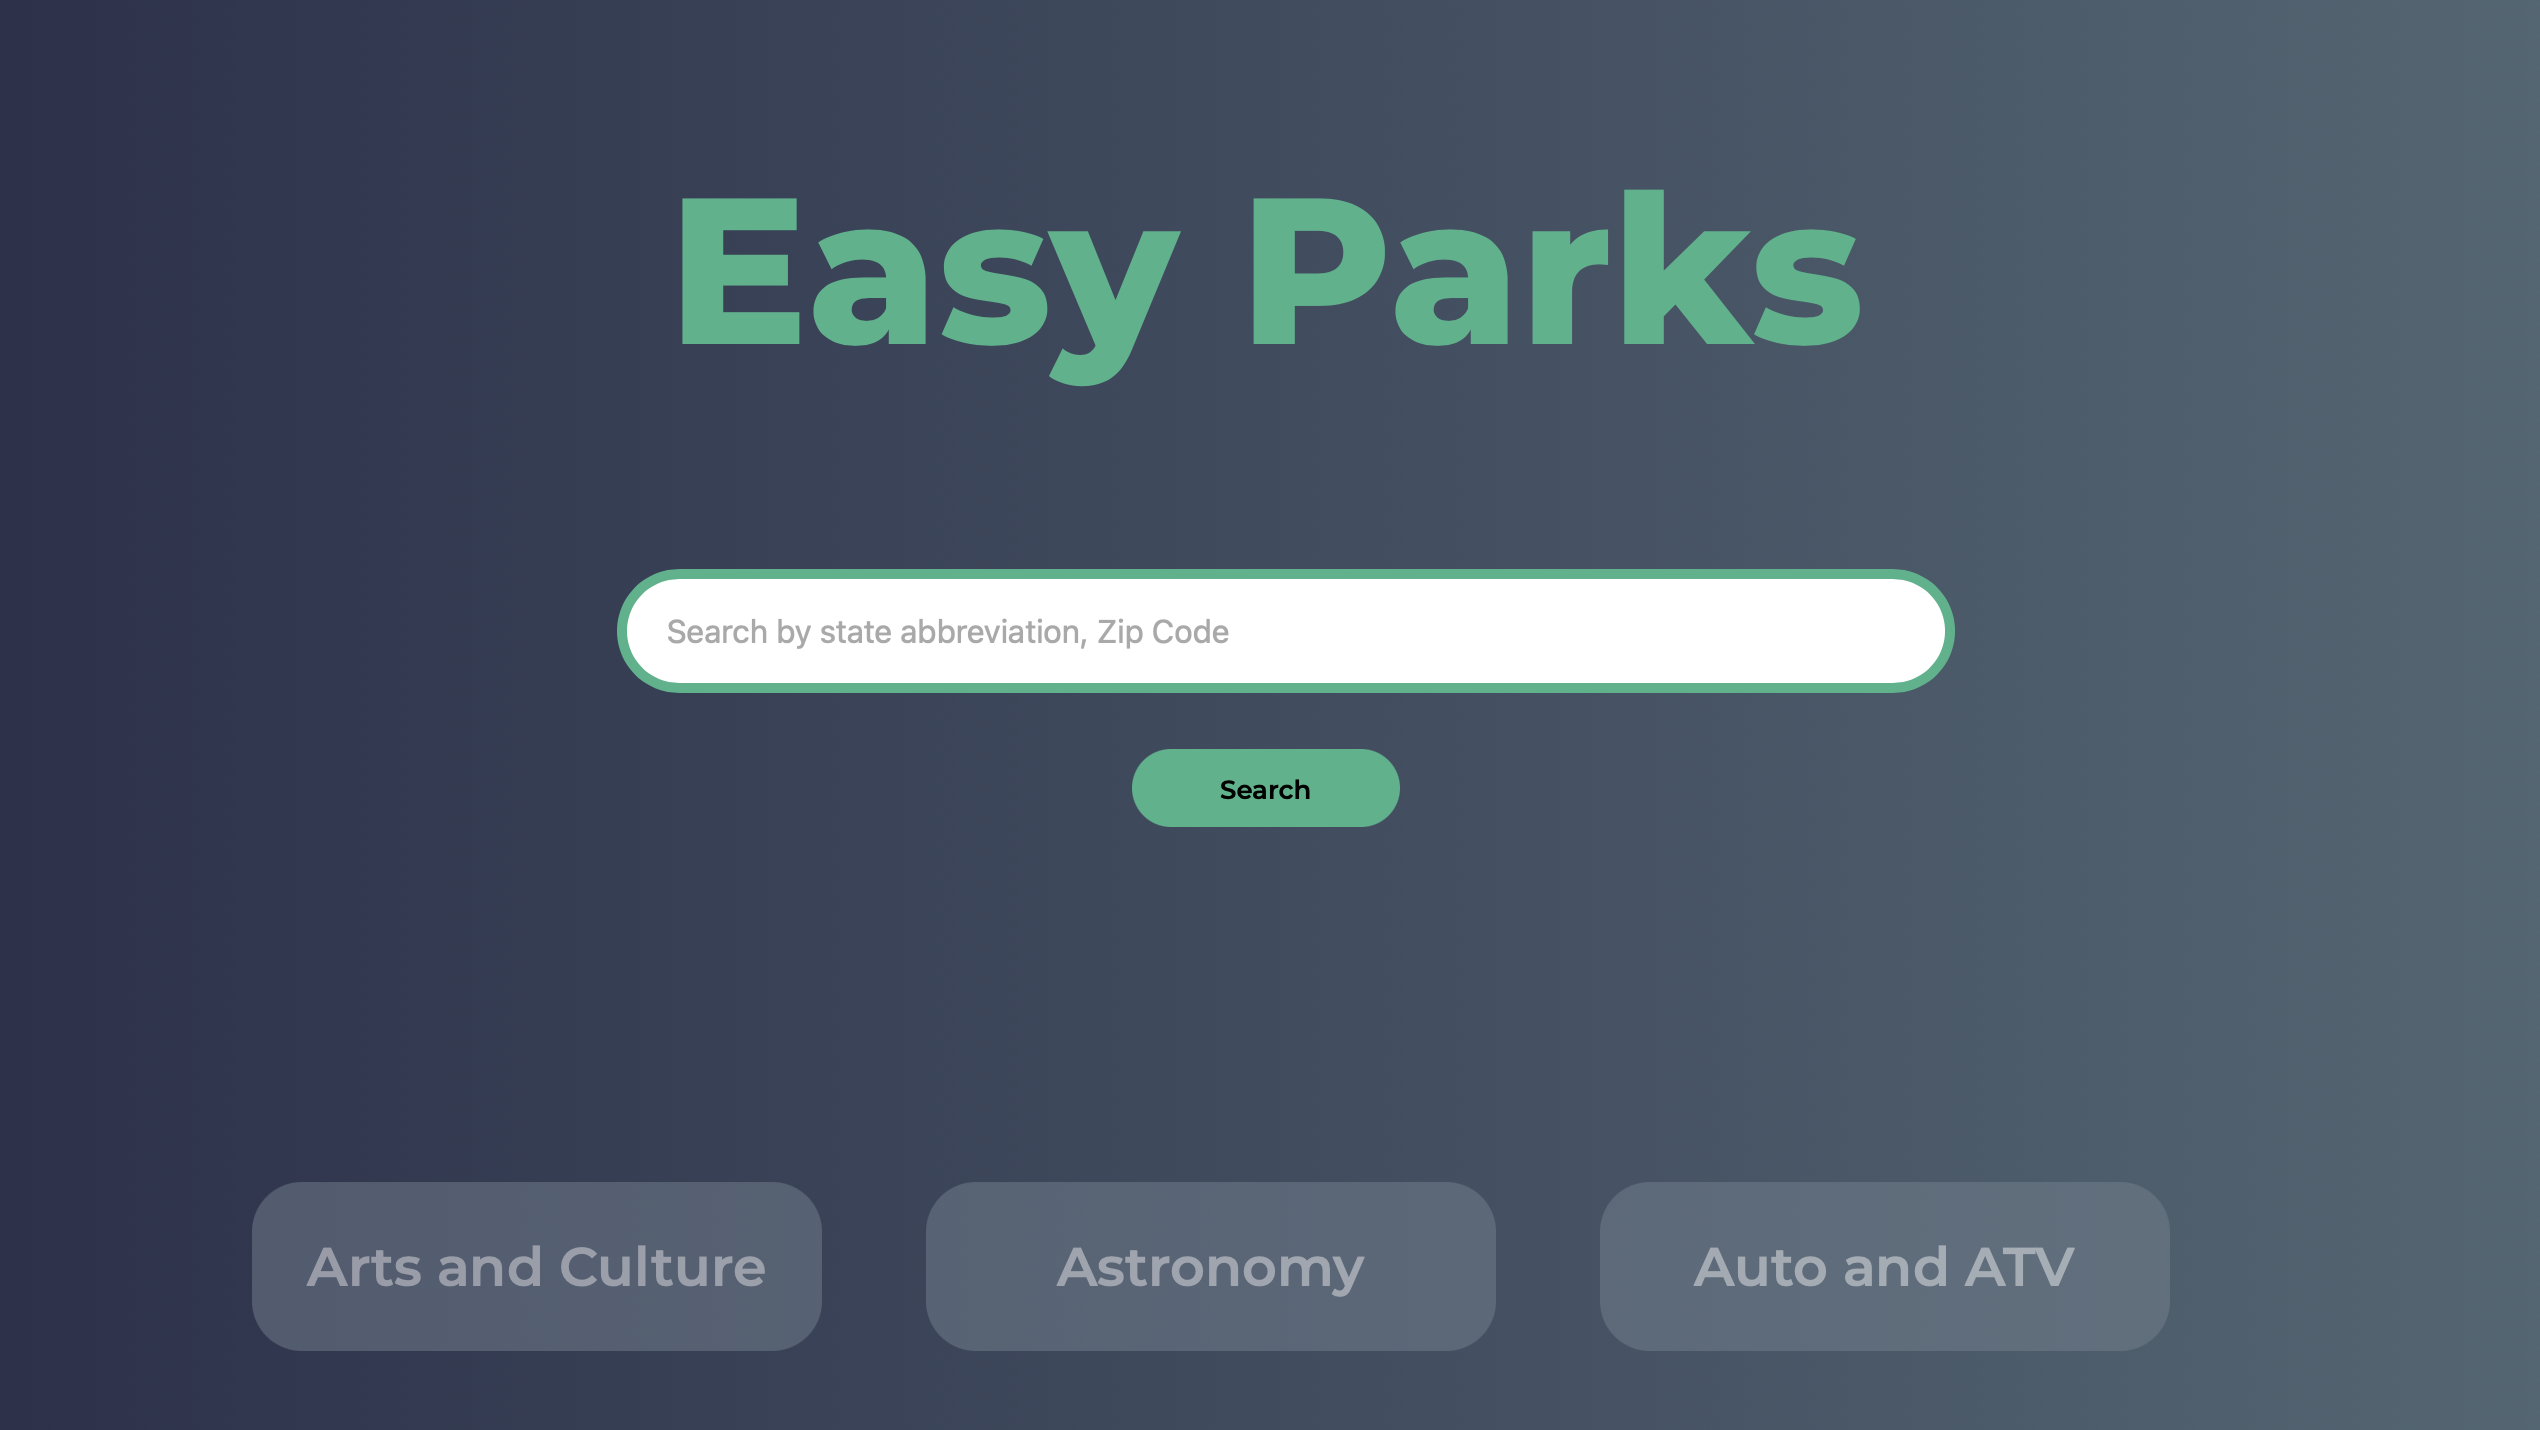 Easy Parks
Search by state abbreviation, Zip Code
Search
Arts and Culture
Astronomy
Auto and ATV